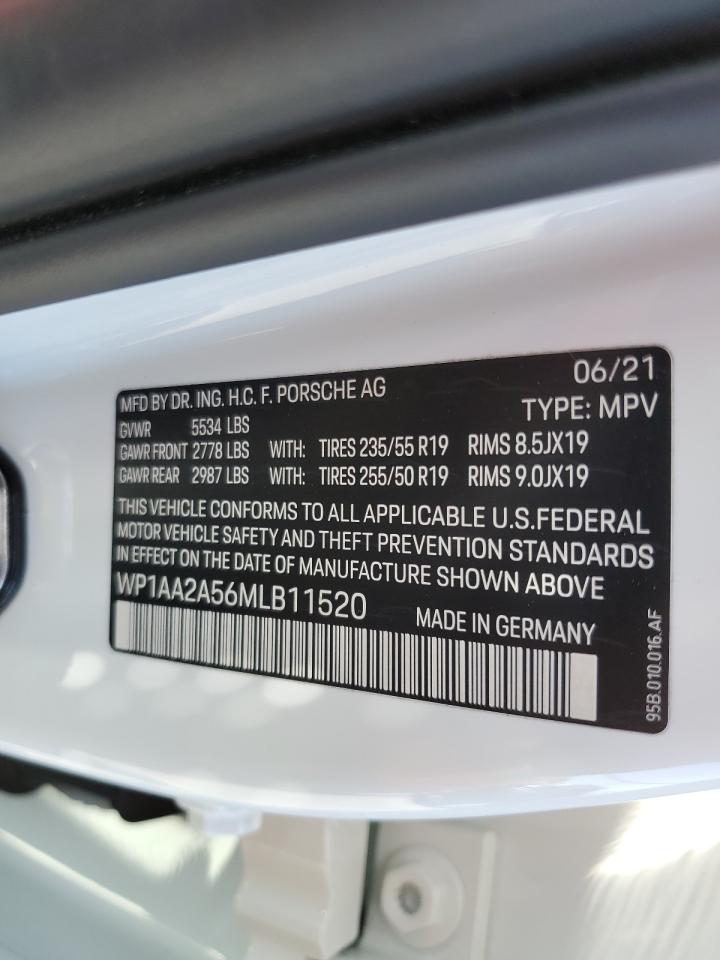 06/21
MFD BY DR. ING. H.C. F. PORSCHE AG
TYPE: MPV
GVWR 5534 LBS
GAWR FRONT 2778 LBS WITH: TIRES 235/55 R19 RIMS 8.5JX19
GAWR REAR 2987 LBS WITH: TIRES 255/50 R19 RIMS 9.0JX19
THIS VEHICLE CONFORMS TO ALL APPLICABLE U.S.FEDERAL
MOTOR VEHICLE SAFETY AND THEFT PREVENTION STANDARDS
IN EFFECT ON THE DATE OF MANUFACTURE SHOWN ABOVE
WP1AA2A56MLB11520
MADE IN GERMANY
95B.010.016.AF